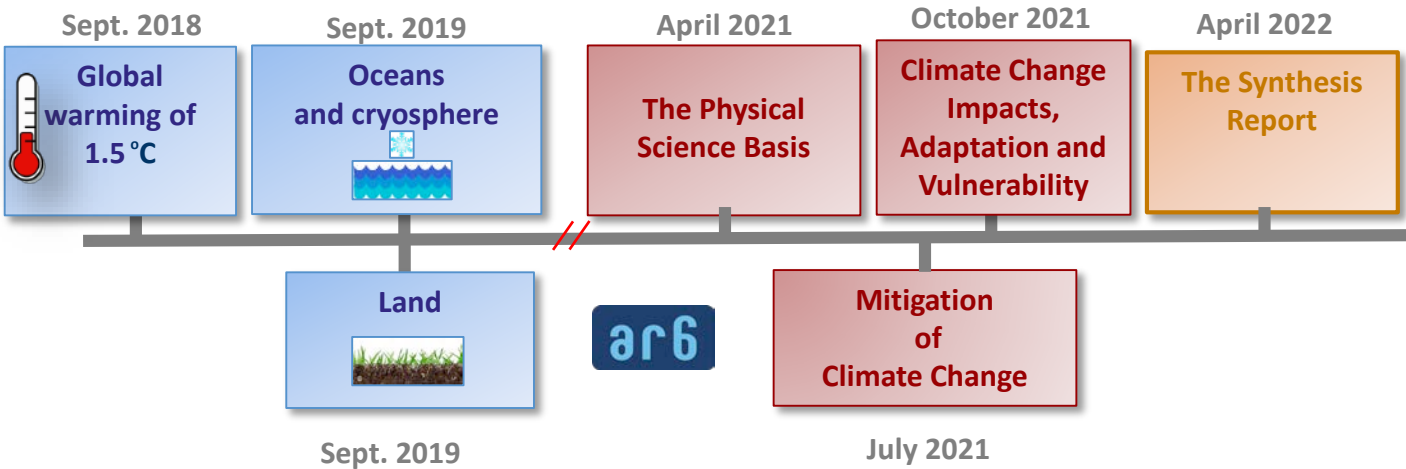 Sept. 2018
Global
warming of
1.5 °C
Sept. 2019
Oceans
and cryosphere
April 2021
The Physical
Science Basis
October 2021
Climate Change
Impacts,
Adaptation and
Vulnerability
April 2022
The Synthesis
Report
Land
Sept. 2019
ar6
Mitigation
of
Climate Change
July 2021